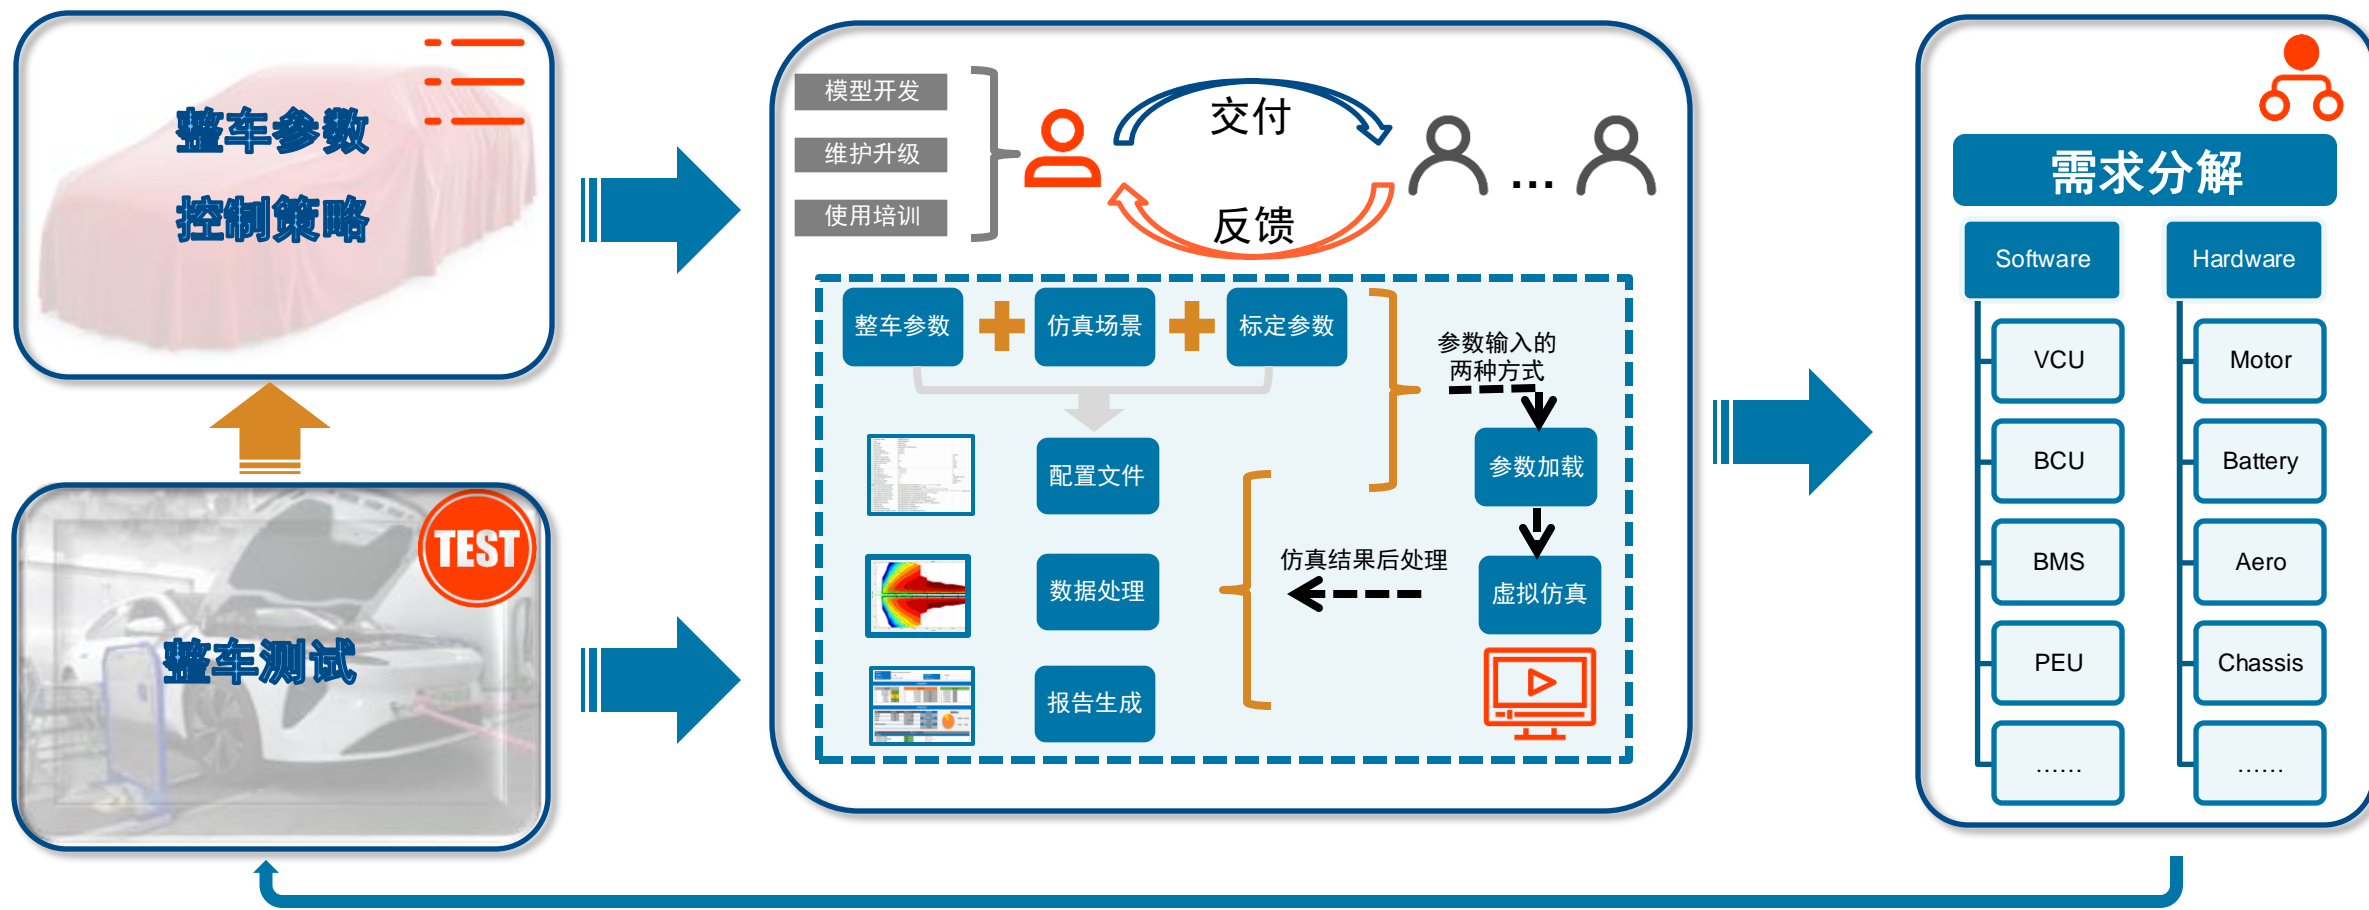 整车参数
控制策略
TEST
整车测试
模型开发
维护升级
使用培训
交付
反馈
...
整车参数
仿真场景
标定参数
参数输入的
两种方式
配置文件
参数加载
仿真结果后处理
数据处理
虚拟仿真
报告生成
需求分解
Software
Hardware
VCU
Motor
BCU
Battery
BMS
Aero
PEU
Chassis
……
……